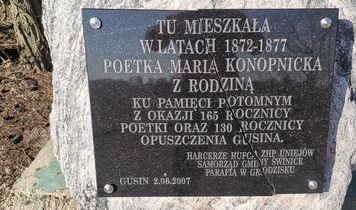 TU MIESZKAŁA
W LATACH 1872-1877
POETKA MARIA KONOPNICKA
Z RODZINĄ
KU PAMIĘCI POTOMNYM
Z OKAZJI 165 ROCZNICY
POETKI ORAZ 130 ROCZNICY
OPUSZCZENIA GUSINA.
HARCERZE HUFCA ZHP UNIEJÓW
SAMORZĄD GMINY ŚWINICE
PARAFIA W GRODZISKU
GUSIN 2.06.2007